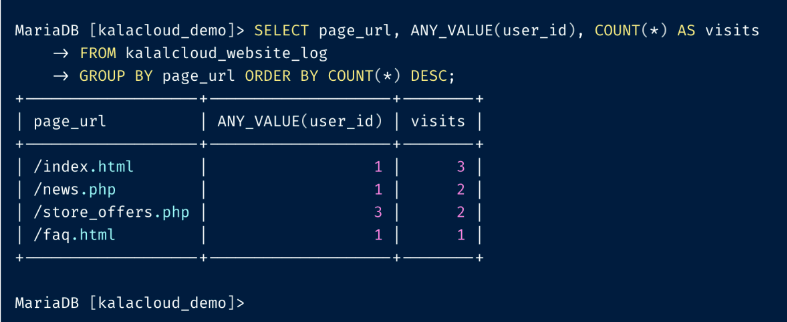 MariaDB [kalacloud_demo]> SELECT page_url, ANY_VALUE(user_id), COUNT(*) AS visits
    → FROM kalalcloud_website_log
    → GROUP BY page_url ORDER BY COUNT(*) DESC;
+------------------+--------------------+--------+
| page_url         | ANY_VALUE(user_id) | visits |
+------------------+--------------------+--------+
| /index.html      |                  1 |      3 |
| /news.php        |                  1 |      2 |
| /store_offers.php |                 3 |      2 |
| /faq.html        |                  1 |      1 |
+------------------+--------------------+--------+
MariaDB [kalacloud_demo]>